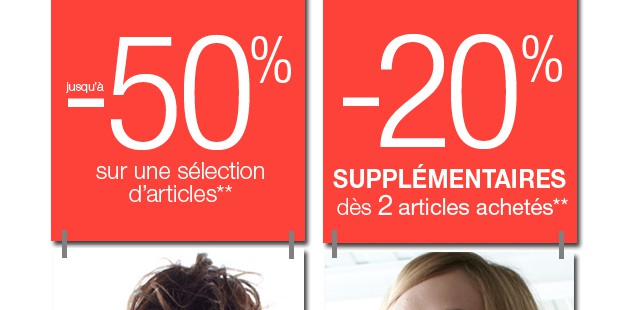 jusqu'à
-50%
sur une sélection
d'articles**
-20%
SUPPLÉMENTAIRES
dès 2 articles achetés**